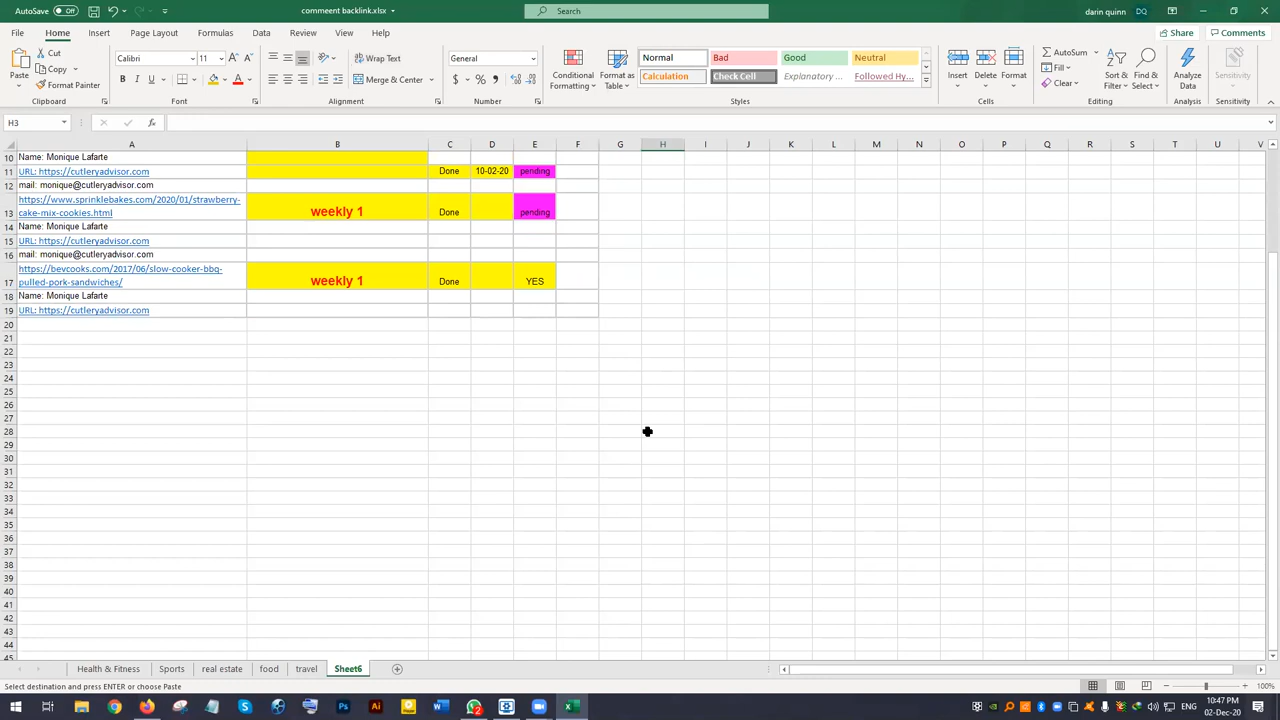 AutoSave Off comeent backlink.xlsx Search darin quinn DQ
File Home Insert Page Layout Formulas Data Review View Help Share Comments
Paste Cut Copy Format Painter
Calibri 11
B I U
Wrap Text
Merge & Center
General
$ % ,
Conditional Formatting Format as Table
Normal Bad Good Neutral
Calculation Check Cell Explanatory ... Followed Hy...
Insert Delete Format
AutoSum Fill Clear
Sort & Filter Find & Select
Analyze Data
Sensitivity
Clipboard Font Alignment Number Styles Cells Editing Analysis Sensitivity
H3 fx
A B C D E F G H I J K L M N O P Q R S T U V
10 Name: Monique Lafarte
11 URL: https://cutleryadvisor.com Done 10-02-20 pending
12 mail: monique@cutleryadvisor.com
https://www.sprinklebakes.com/2020/01/strawberry-
13 cake-mix-cookies.html weekly 1 Done pending
14 Name: Monique Lafarte
15 URL: https://cutleryadvisor.com
16 mail: monique@cutleryadvisor.com
https://bevcooks.com/2017/06/slow-cooker-bbq-
17 pulled-pork-sandwiches/ weekly 1 Done YES
18 Name: Monique Lafarte
19 URL: https://cutleryadvisor.com
20
21
22
23
24
25
26
27
28
29
30
31
32
33
34
35
36
37
38
39
40
41
42
43
44
45
Health & Fitness Sports real estate food travel Sheet6
Select destination and press ENTER or choose Paste 100%
10:47 PM
02-Dec-20